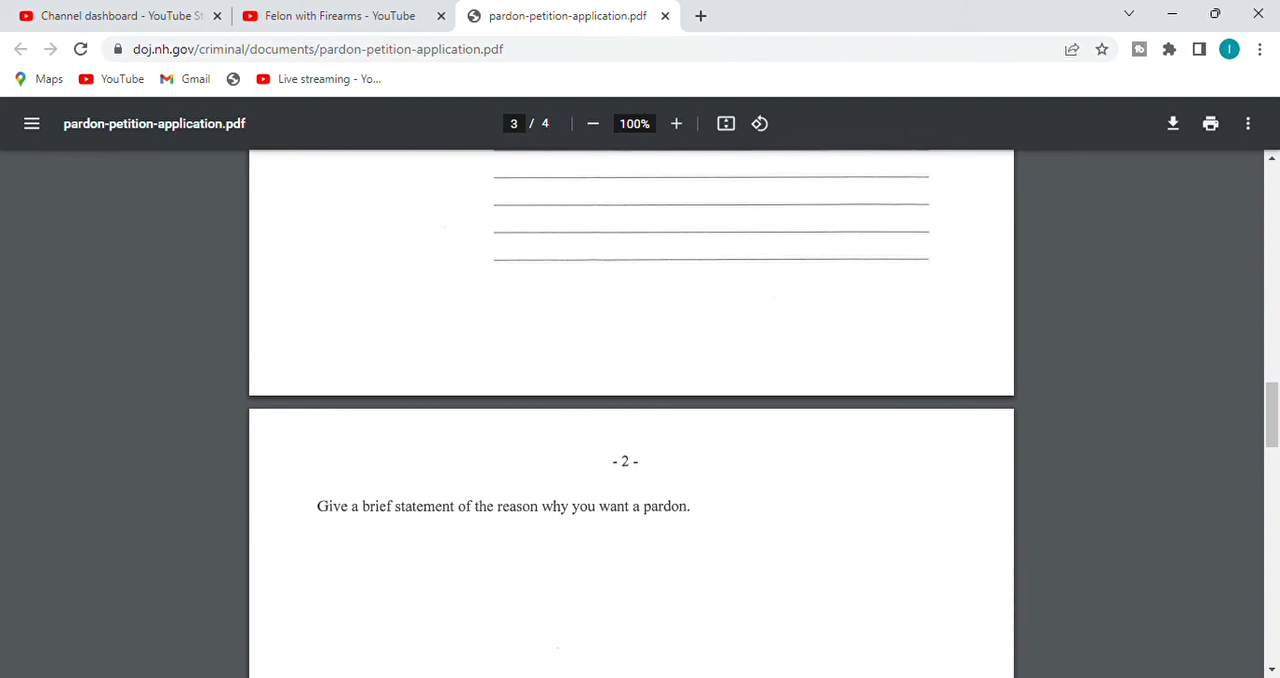 Channel dashboard - YouTube St
Felon with Firearms - YouTube
pardon-petition-application.pdf
doj.nh.gov/criminal/documents/pardon-petition-application.pdf
I
Maps
YouTube
Gmail
Live streaming - Yo...
pardon-petition-application.pdf
3 / 4
100%
- 2 -
Give a brief statement of the reason why you want a pardon.